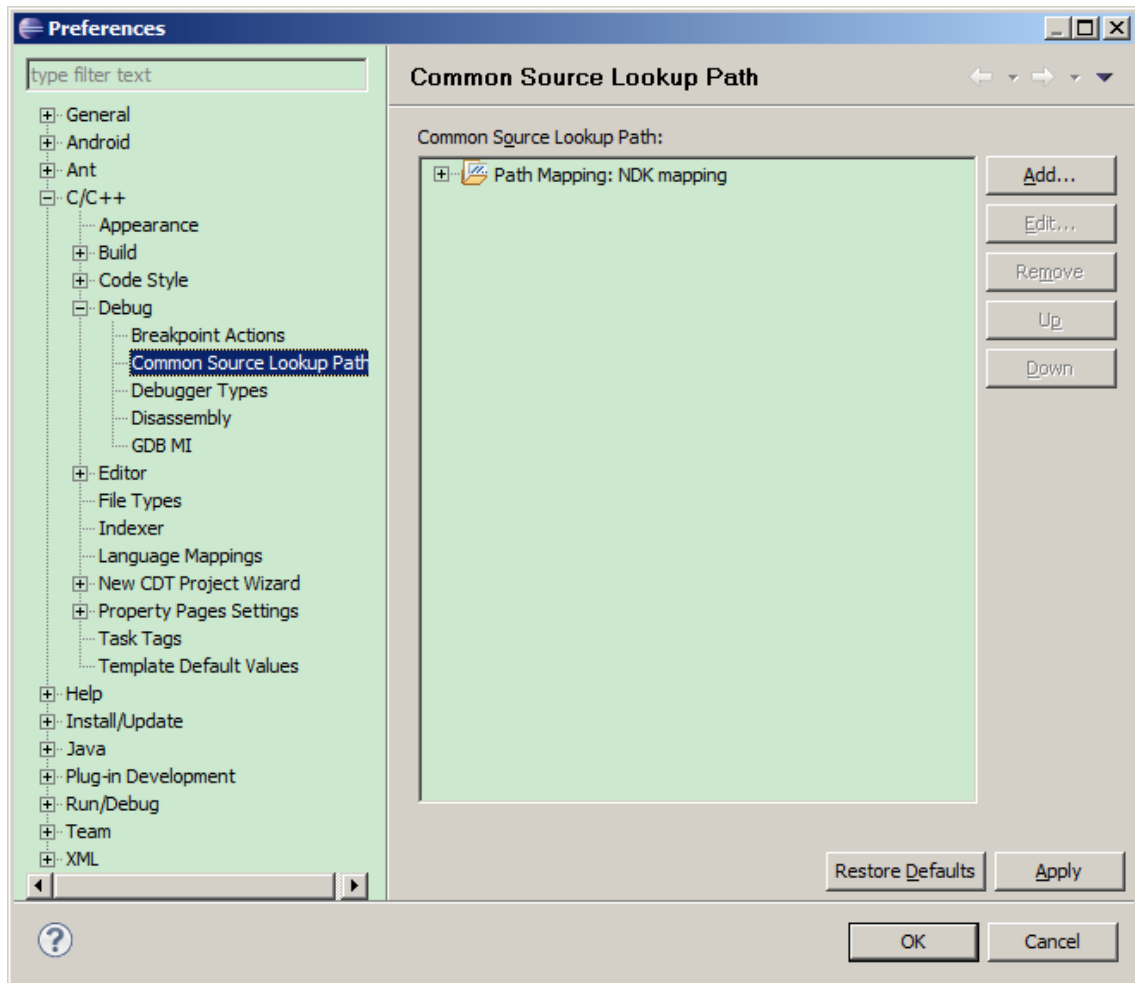 Preferences
type filter text
General
Android
Ant
C/C++
Appearance
Build
Code Style
Debug
Breakpoint Actions
Common Source Lookup Path
Debugger Types
Disassembly
GDB MI
Editor
File Types
Indexer
Language Mappings
New CDT Project Wizard
Property Pages Settings
Task Tags
Template Default Values
Help
Install/Update
Java
Plug-in Development
Run/Debug
Team
XML
Common Source Lookup Path
Common Source Lookup Path:
Path Mapping: NDK mapping
Add...
Edit...
Remove
Up
Down
Restore Defaults
Apply
OK
Cancel